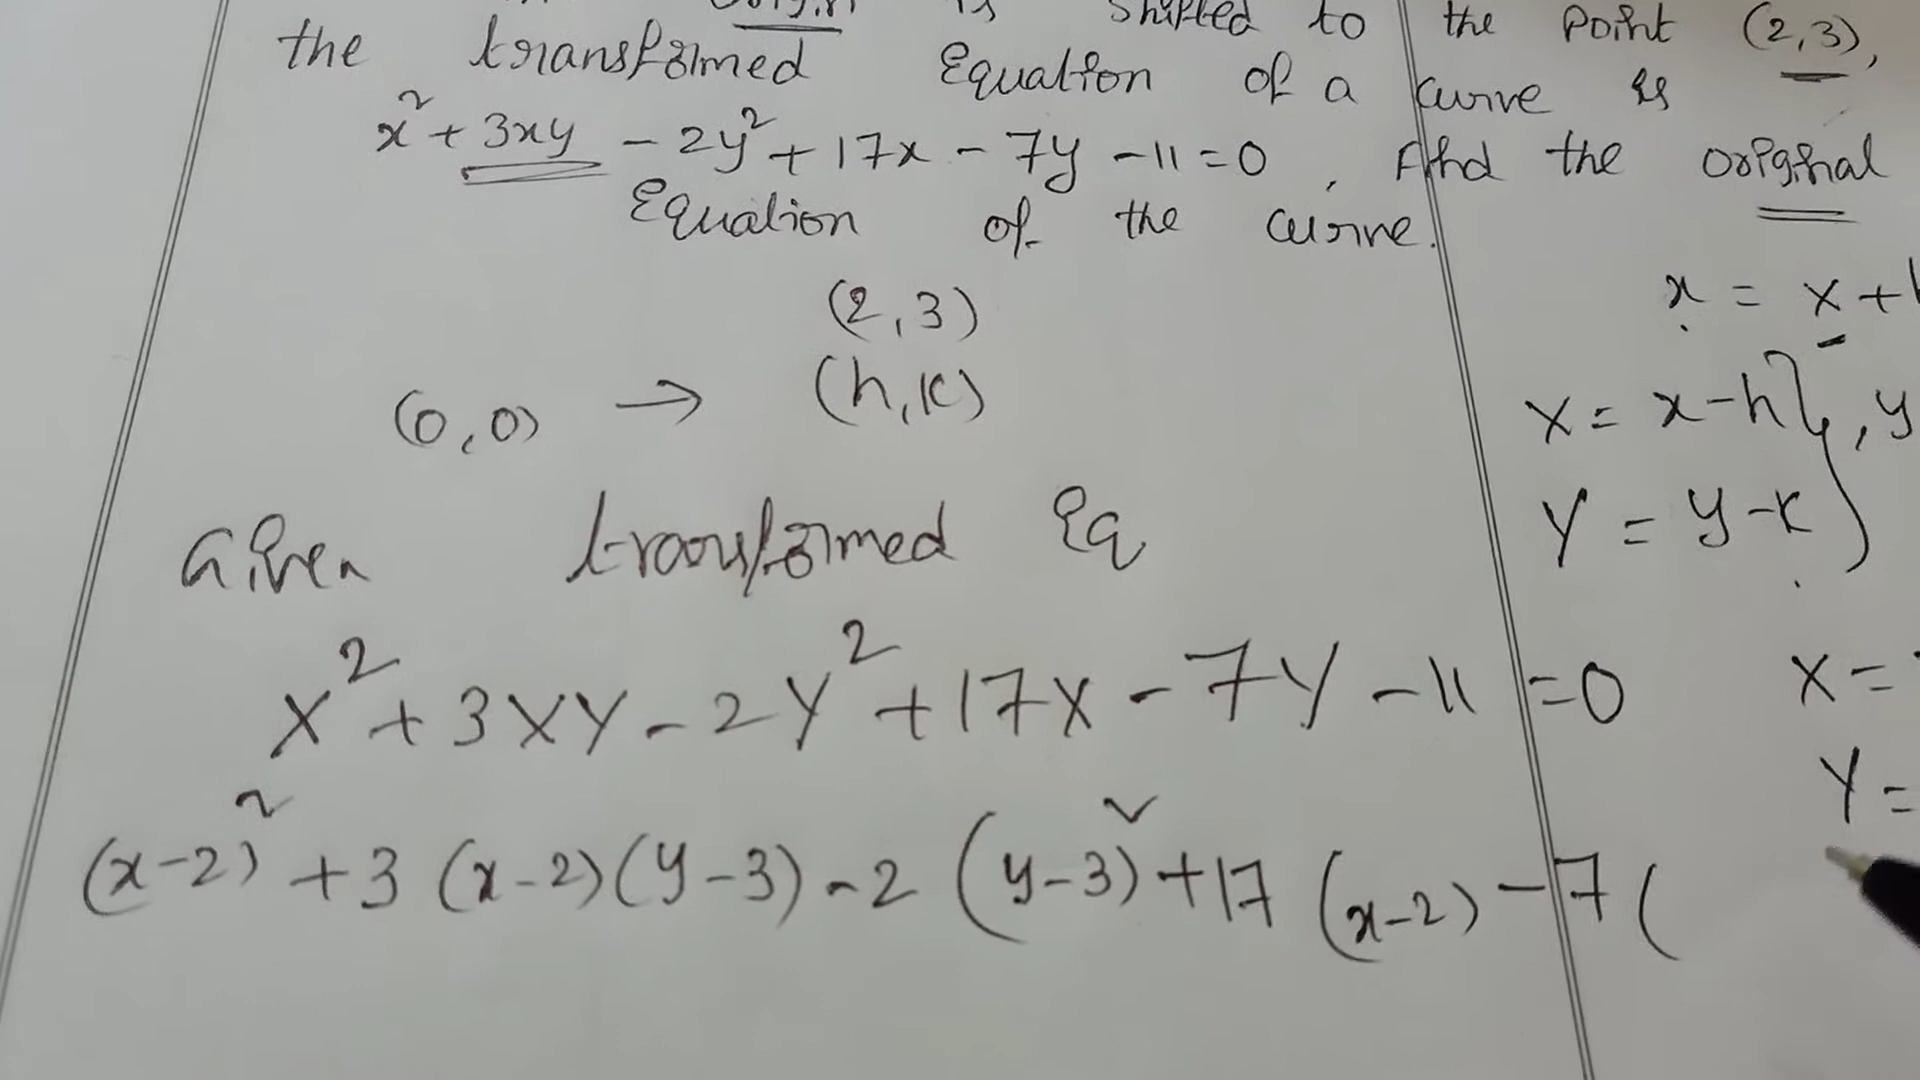 origin is shifted to the point (2,3),
the transformed Equation of a curve is
x² + 3xy - 2y² + 17x - 7y - 11 = 0, Find the original
Equation of the curve.
(2,3)
x = X +
(0,0) → (h,k)
X = x-h}, y
Y = y-k
Given transformed Eq
X² + 3XY - 2Y² + 17X - 7Y - 11 = 0
X =
Y =
(x-2)² + 3(x-2)(y-3) - 2(y-3)² + 17(x-2) - 7(